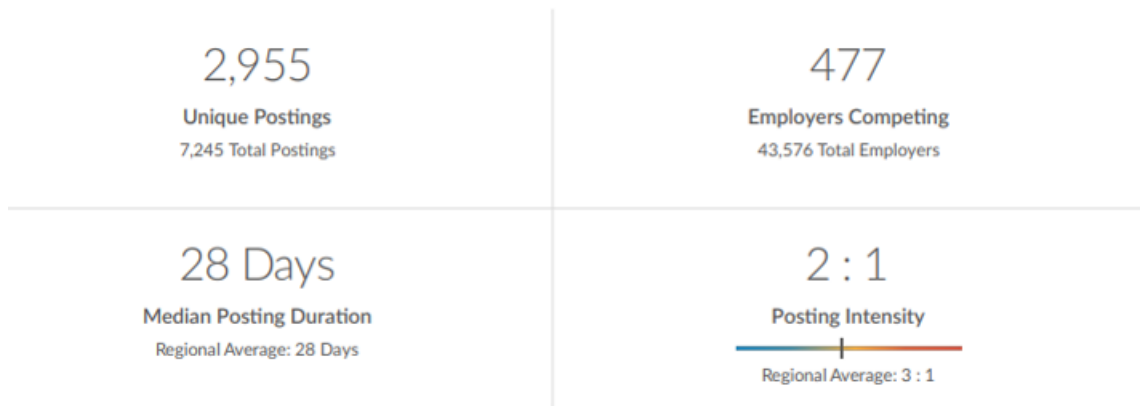 2,955
Unique Postings
7,245 Total Postings
477
Employers Competing
43,576 Total Employers
28 Days
Median Posting Duration
Regional Average: 28 Days
2 : 1
Posting Intensity
Regional Average: 3 : 1